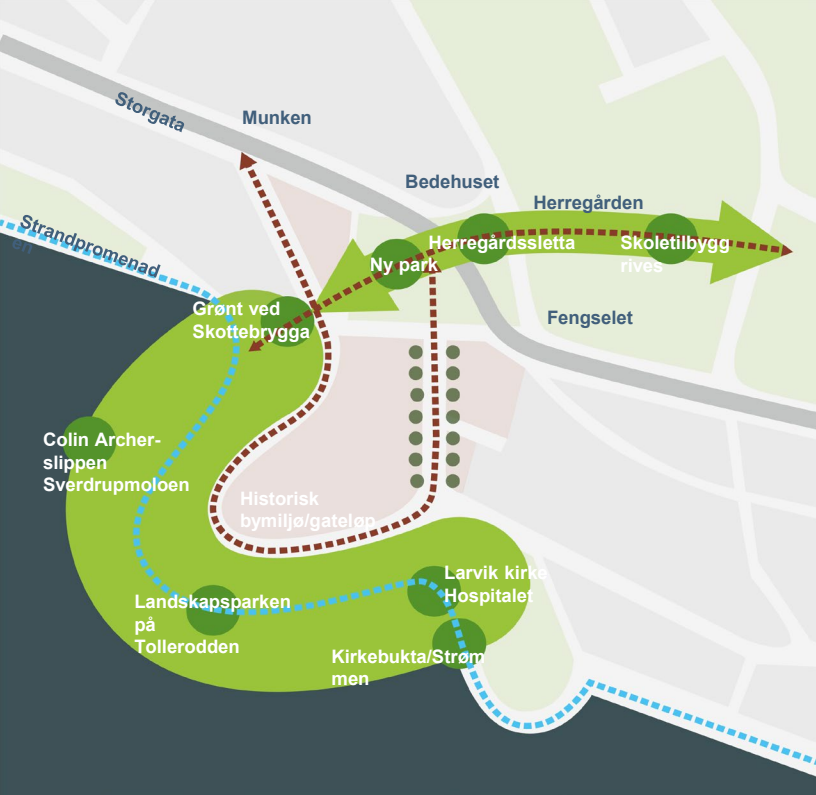 Storgata
Munken
Bedehuset
Herregården
Strandpromenad
en
Herregårdssletta
Skoletilbygg
rives
Ny park
Grønt ved
Skottebrygga
Fengselet
Colin Archer-
slippen
Sverdrupmoloen
Historisk
bymiljø/gateløp
Larvik kirke
Hospitalet
Landskapsparken
på
Tollerodden
Kirkebukta/Strøm
men